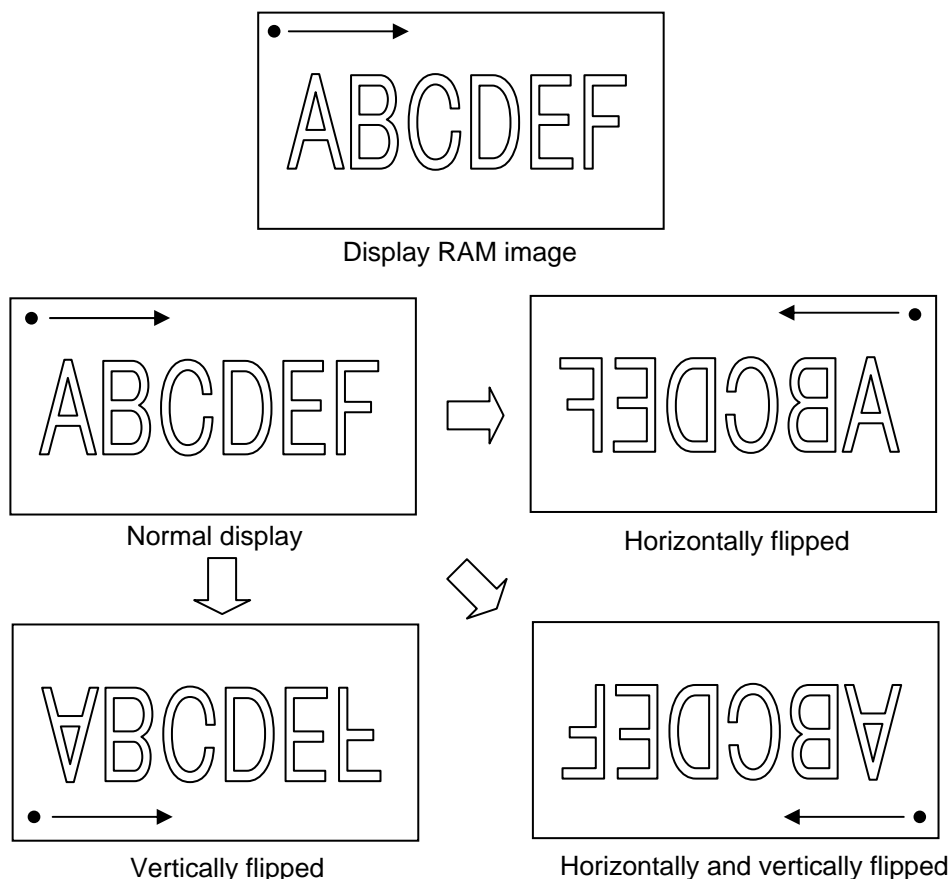 ABCDEF
Display RAM image
ABCDEF
ABCDEF
Normal display
Horizontally flipped
ABCDEF
ABCDEF
Vertically flipped
Horizontally and vertically flipped